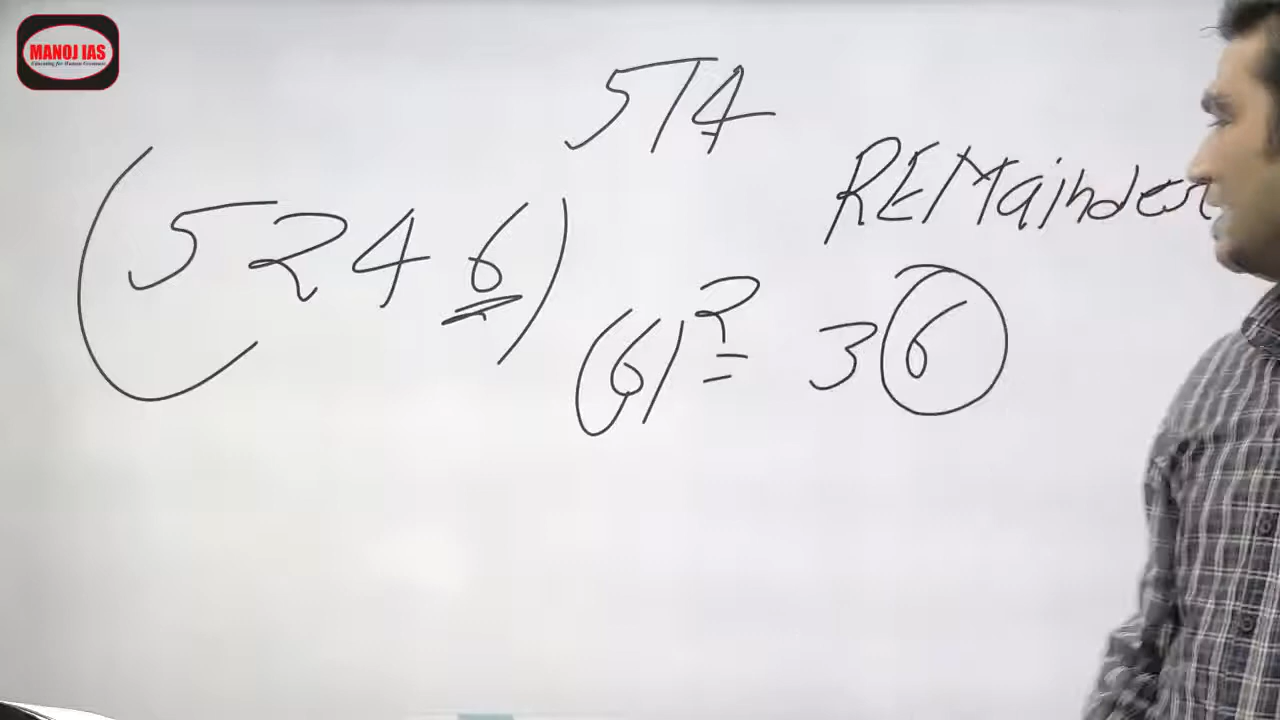 MANOJ IAS
574
(5246)
REMainder
(6)² = 36